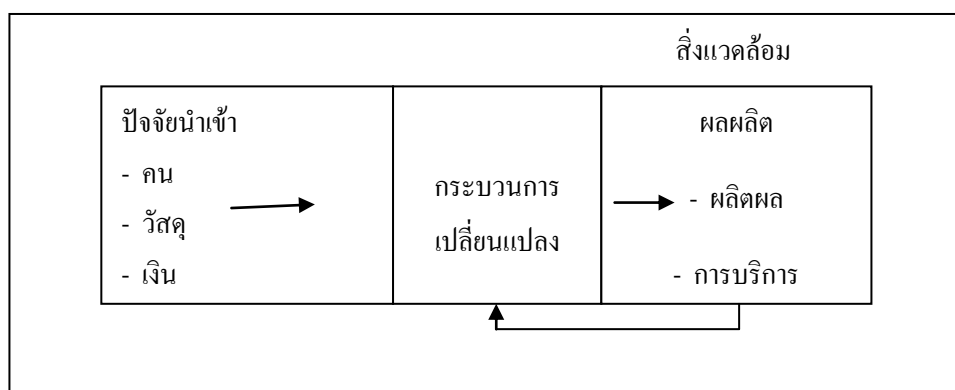 สิ่งแวดล้อม
ปัจจัยนำเข้า
- คน
- วัสดุ
- เงิน
กระบวนการ
เปลี่ยนแปลง
ผลผลิต
- ผลิตผล
- การบริการ